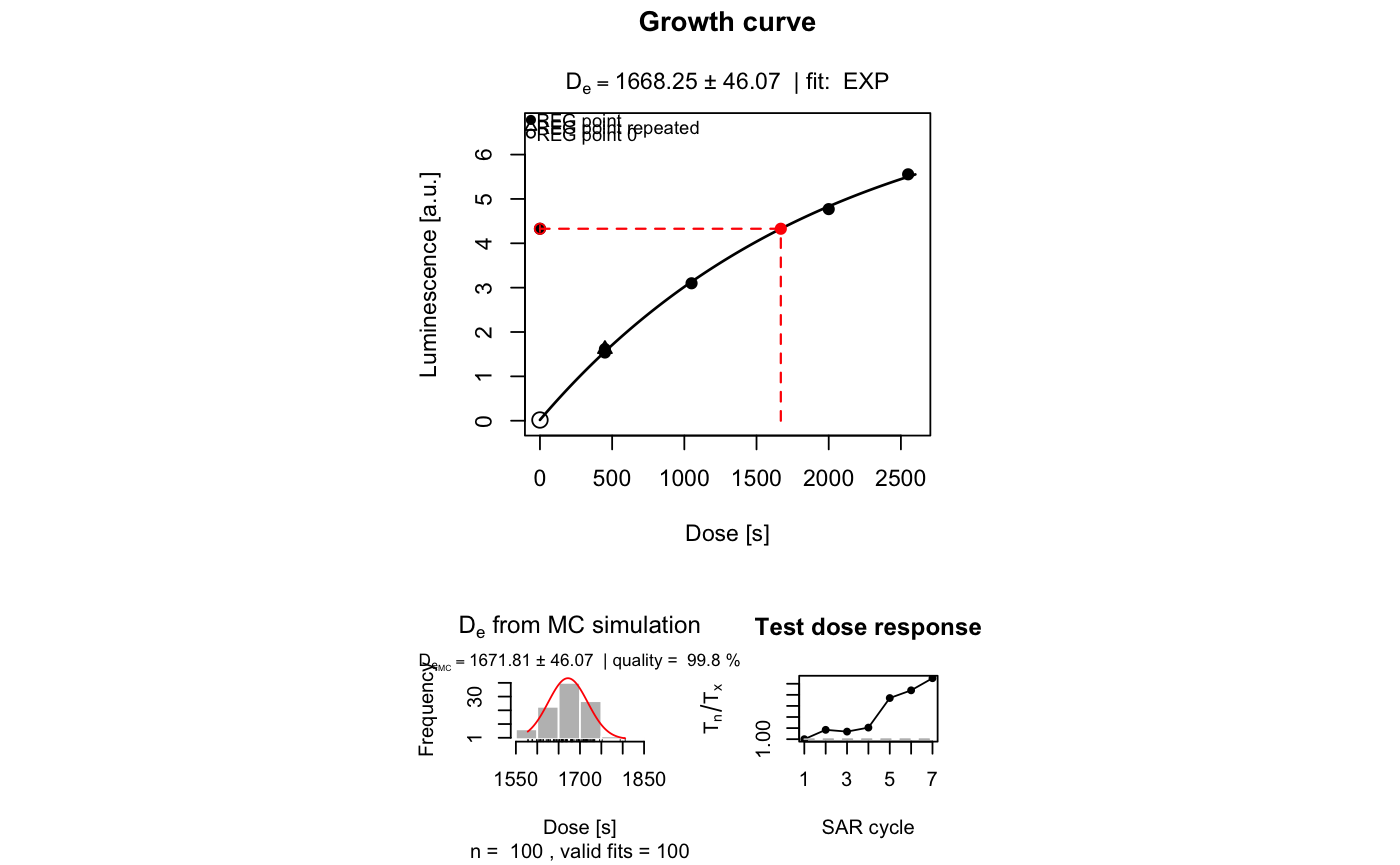 Growth curve
De = 1668.25 ± 46.07 | fit: EXP
REG point
REG point repeated
REG point 0
Luminescence [a.u.]
6
5
4
3
2
1
0
0 500 1000 1500 2000 2500
Dose [s]
De from MC simulation
DeMC = 1671.81 ± 46.07 | quality = 99.8 %
Frequency
30
1
1550 1700 1850
Dose [s]
n = 100 , valid fits = 100
Test dose response
Tn/Tx
1.00
1 3 5 7
SAR cycle